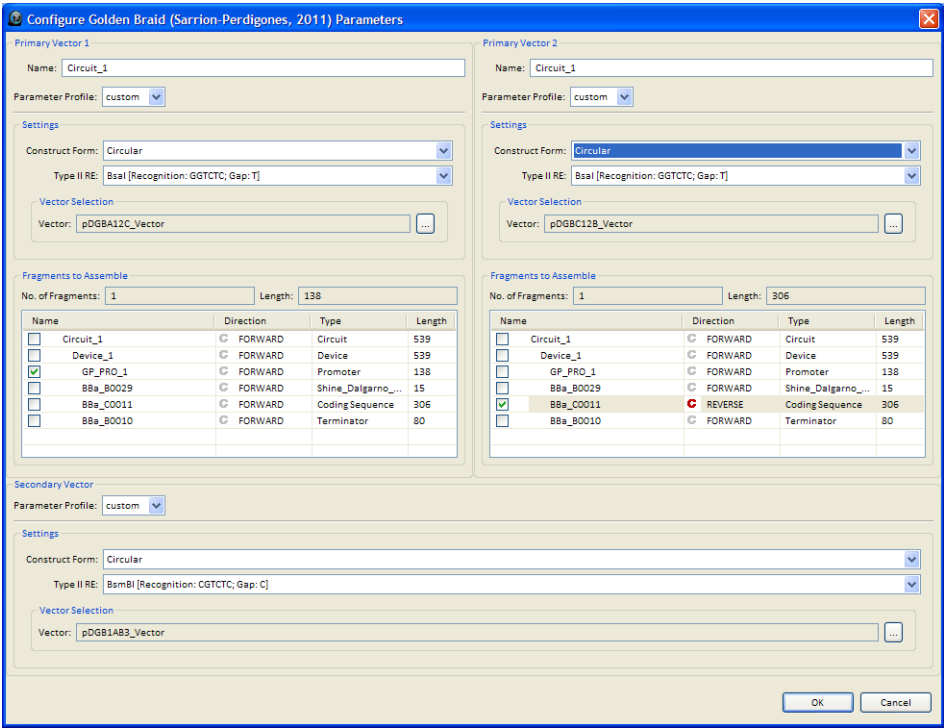 Configure Golden Braid (Sarrion-Perdigones, 2011) Parameters
Primary Vector 1
Name: Circuit_1
Parameter Profile: custom
Settings
Construct Form: Circular
Type II RE: BsaI [Recognition: GGTCTC; Gap: T]
Vector Selection
Vector: pDGBA12C_Vector ...
Fragments to Assemble
No. of Fragments: 1 Length: 138
Name Direction Type Length
Circuit_1 C FORWARD Circuit 539
Device_1 C FORWARD Device 539
GP_PRO_1 C FORWARD Promoter 138
BBa_B0029 C FORWARD Shine_Dalgarno_... 15
BBa_C0011 C FORWARD Coding Sequence 306
BBa_B0010 C FORWARD Terminator 80
Primary Vector 2
Name: Circuit_1
Parameter Profile: custom
Settings
Construct Form: Circular
Type II RE: BsaI [Recognition: GGTCTC; Gap: T]
Vector Selection
Vector: pDGBC12B_Vector ...
Fragments to Assemble
No. of Fragments: 1 Length: 306
Name Direction Type Length
Circuit_1 C FORWARD Circuit 539
Device_1 C FORWARD Device 539
GP_PRO_1 C FORWARD Promoter 138
BBa_B0029 C FORWARD Shine_Dalgarno_... 15
BBa_C0011 C REVERSE Coding Sequence 306
BBa_B0010 C FORWARD Terminator 80
Secondary Vector
Parameter Profile: custom
Settings
Construct Form: Circular
Type II RE: BsmBI [Recognition: CGTCTC; Gap: C]
Vector Selection
Vector: pDGB1AB3_Vector ...
OK Cancel